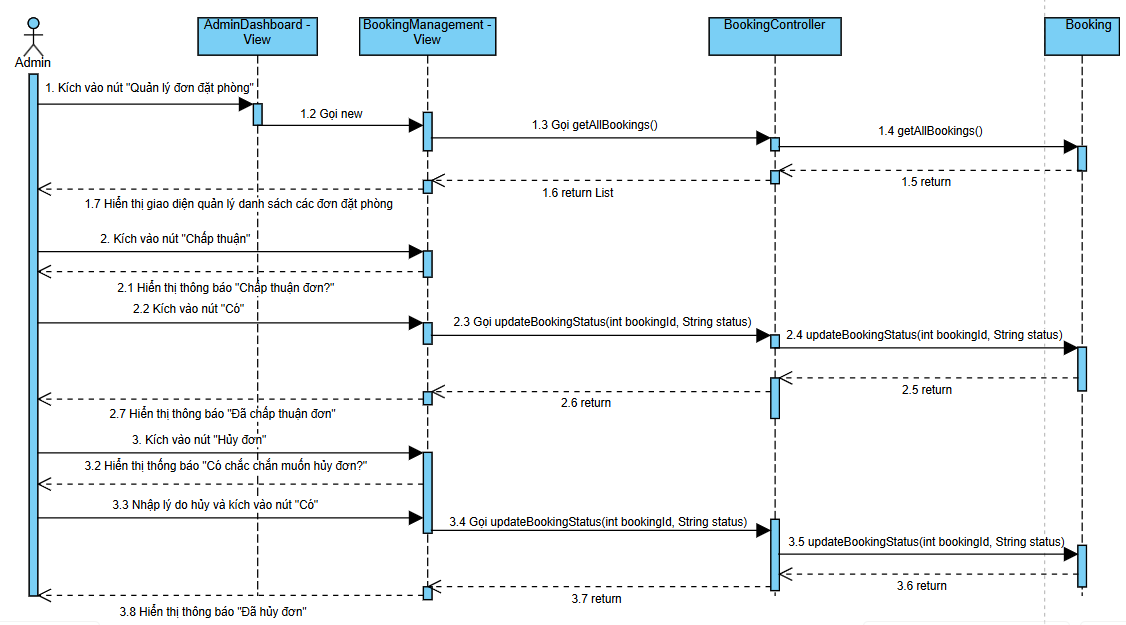 AdminDashboard -
View
BookingManagement -
View
BookingController
Booking
Admin
1. Kích vào nút "Quản lý đơn đặt phòng"
1.2 Gọi new
1.3 Gọi getAllBookings()
1.4 getAllBookings()
1.5 return
1.6 return List
1.7 Hiển thị giao diện quản lý danh sách các đơn đặt phòng
2. Kích vào nút "Chấp thuận"
2.1 Hiển thị thông báo "Chấp thuận đơn?"
2.2 Kích vào nút "Có"
2.3 Gọi updateBookingStatus(int bookingId, String status)
2.4 updateBookingStatus(int bookingId, String status)
2.5 return
2.6 return
2.7 Hiển thị thông báo "Đã chấp thuận đơn"
3. Kích vào nút "Hủy đơn"
3.2 Hiển thị thống báo "Có chắc chắn muốn hủy đơn?"
3.3 Nhập lý do hủy và kích vào nút "Có"
3.4 Gọi updateBookingStatus(int bookingId, String status)
3.5 updateBookingStatus(int bookingId, String status)
3.6 return
3.7 return
3.8 Hiển thị thông báo "Đã hủy đơn"